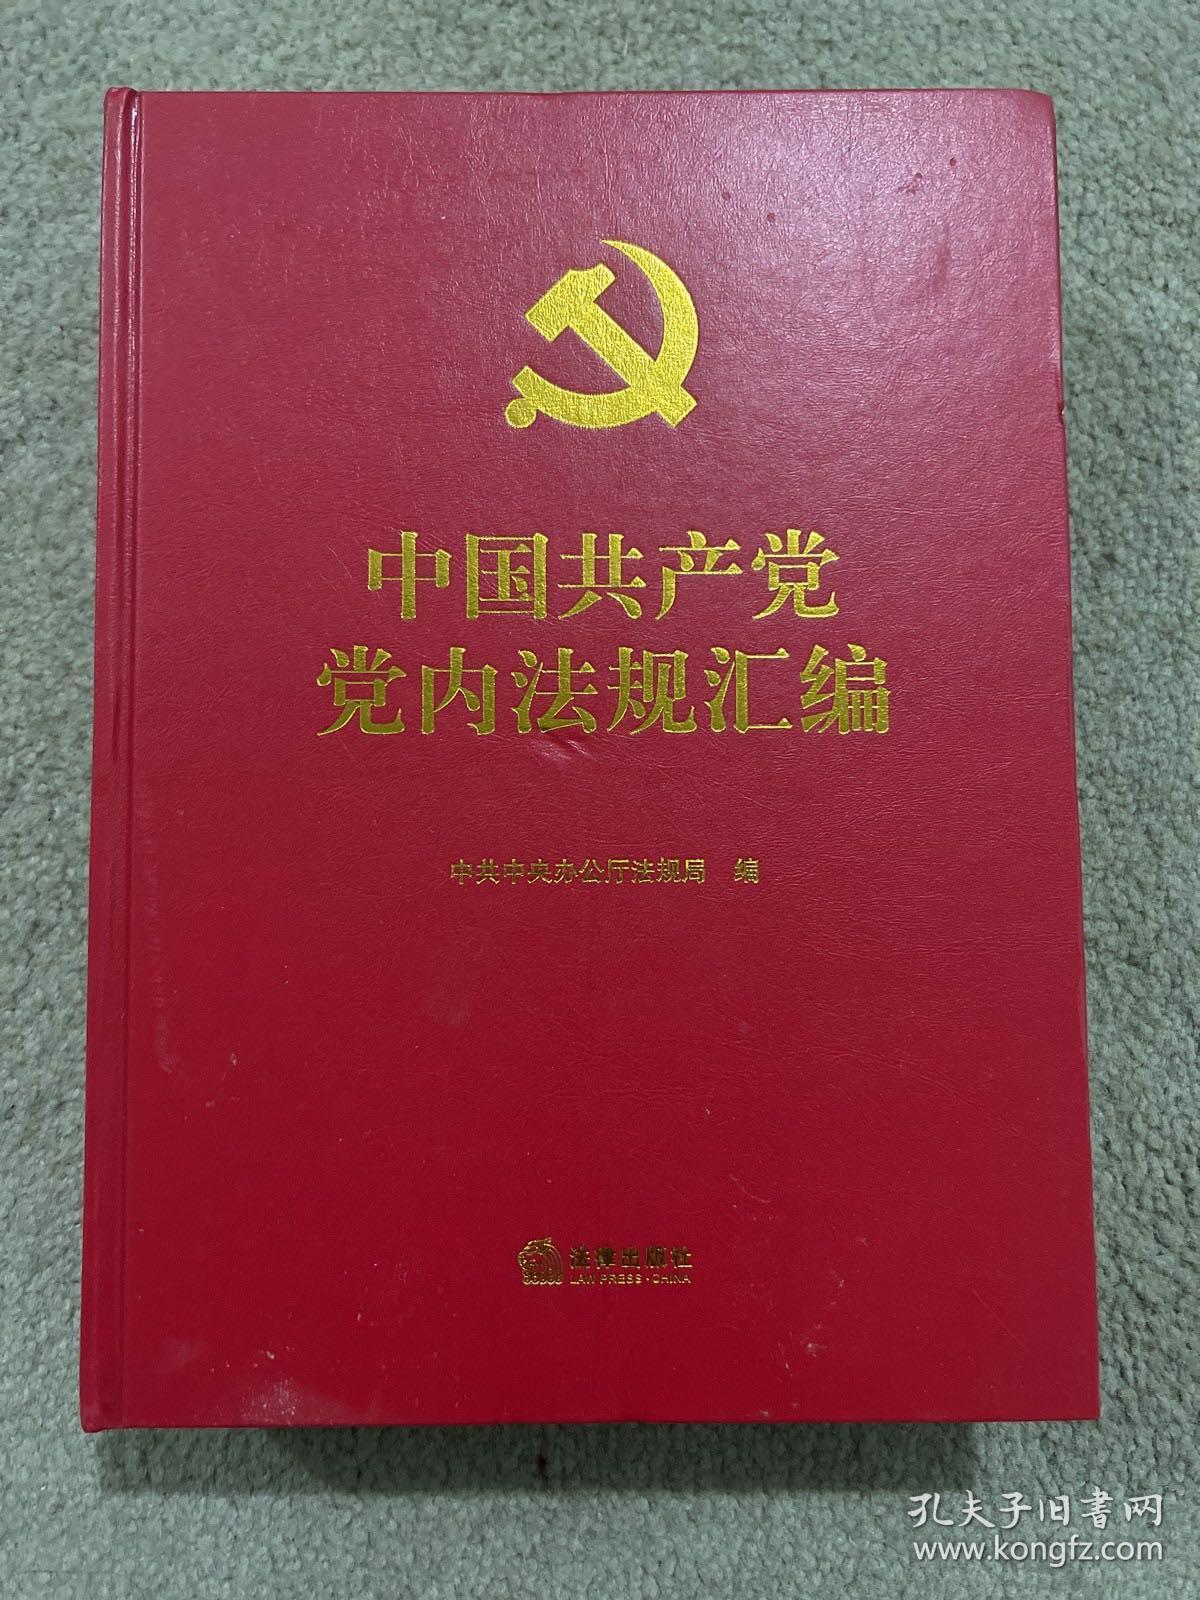 中国共产党
党内法规汇编
中共中央办公厅法规局 编
法律出版社
LAW PRESS·CHINA
孔夫子旧书网
www.kongfz.com